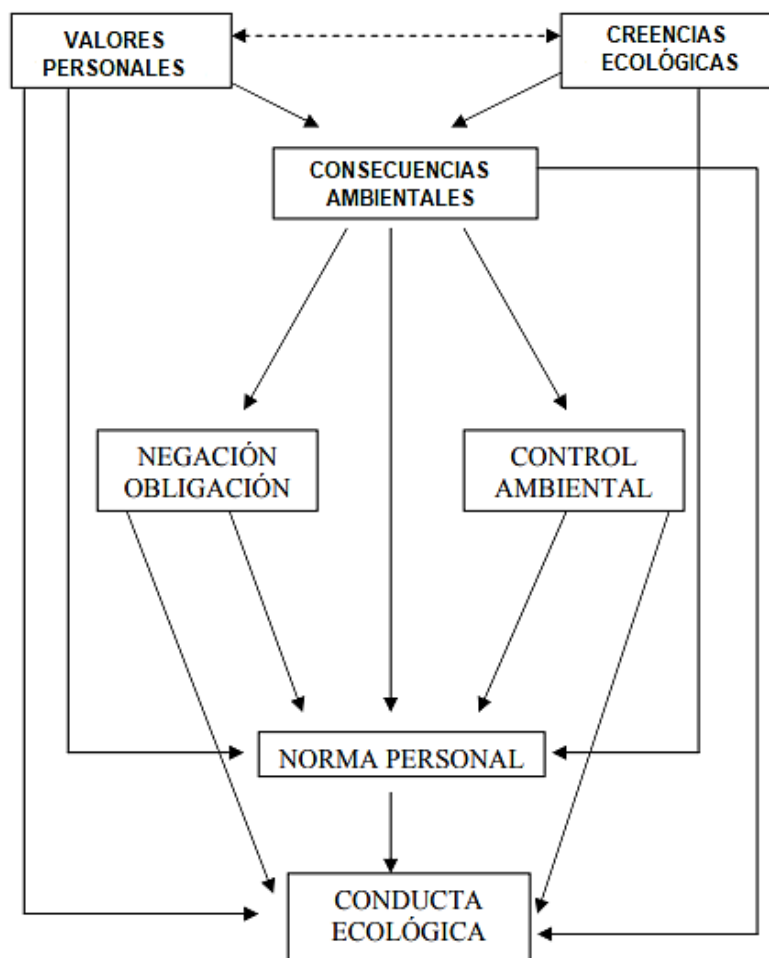 VALORES
PERSONALES
CREENCIAS
ECOLÓGICAS
CONSECUENCIAS
AMBIENTALES
NEGACIÓN
OBLIGACIÓN
CONTROL
AMBIENTAL
NORMA PERSONAL
CONDUCTA
ECOLÓGICA